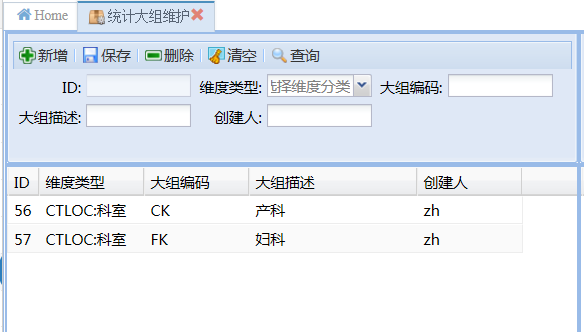 Home 统计大组维护
新增 保存 删除 清空 查询
ID: 维度类型: 择维度分类 大组编码:
大组描述: 创建人:
ID 维度类型 大组编码 大组描述 创建人
56 CTLOC:科室 CK 产科 zh
57 CTLOC:科室 FK 妇科 zh